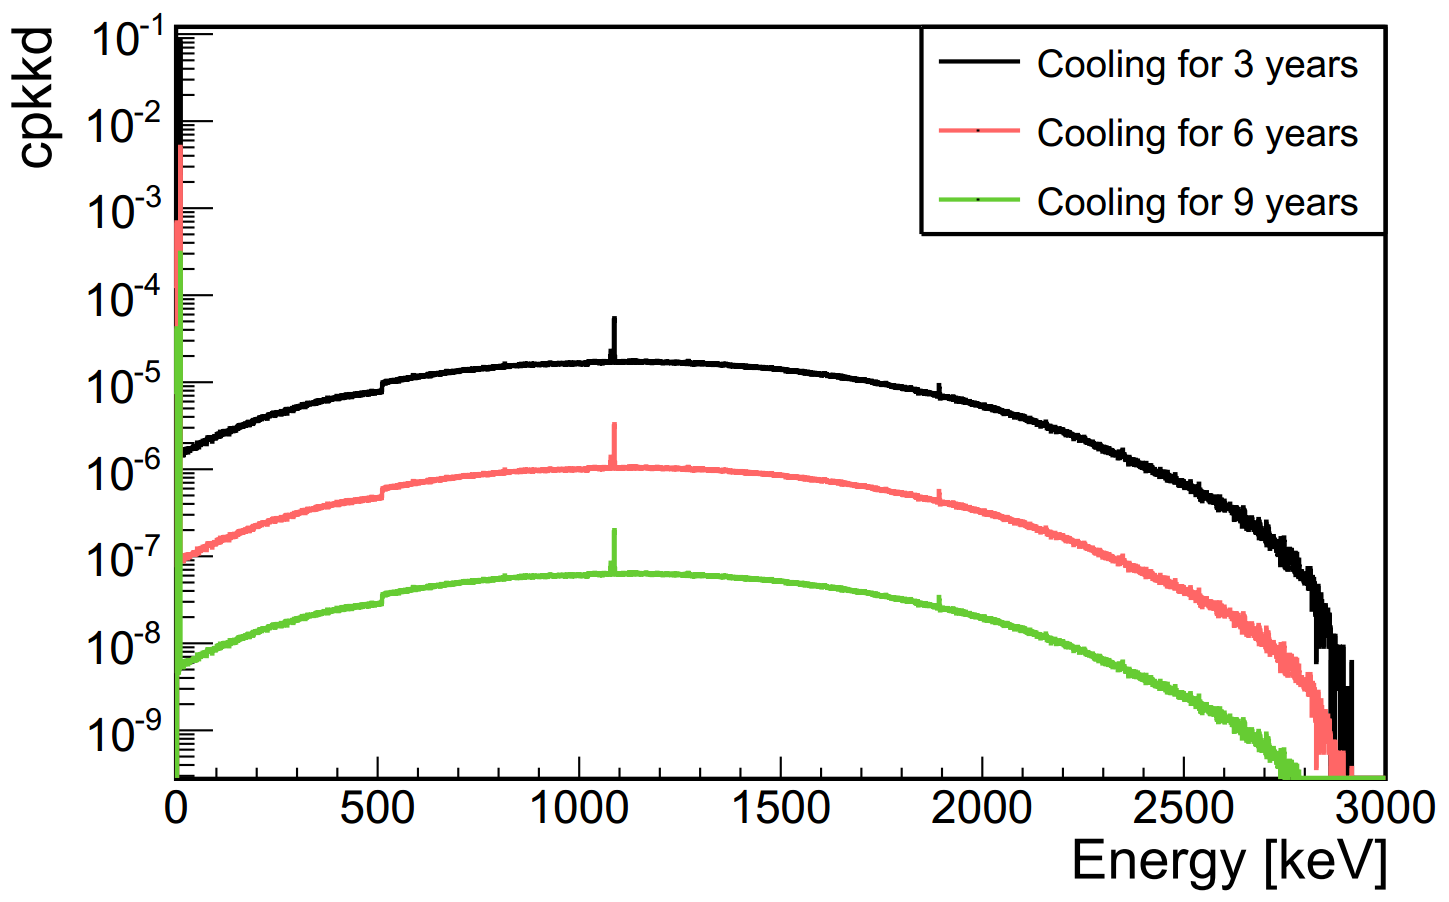 cpkkd
10^-1
10^-2
10^-3
10^-4
10^-5
10^-6
10^-7
10^-8
10^-9
Cooling for 3 years
Cooling for 6 years
Cooling for 9 years
0 500 1000 1500 2000 2500 3000
Energy [keV]